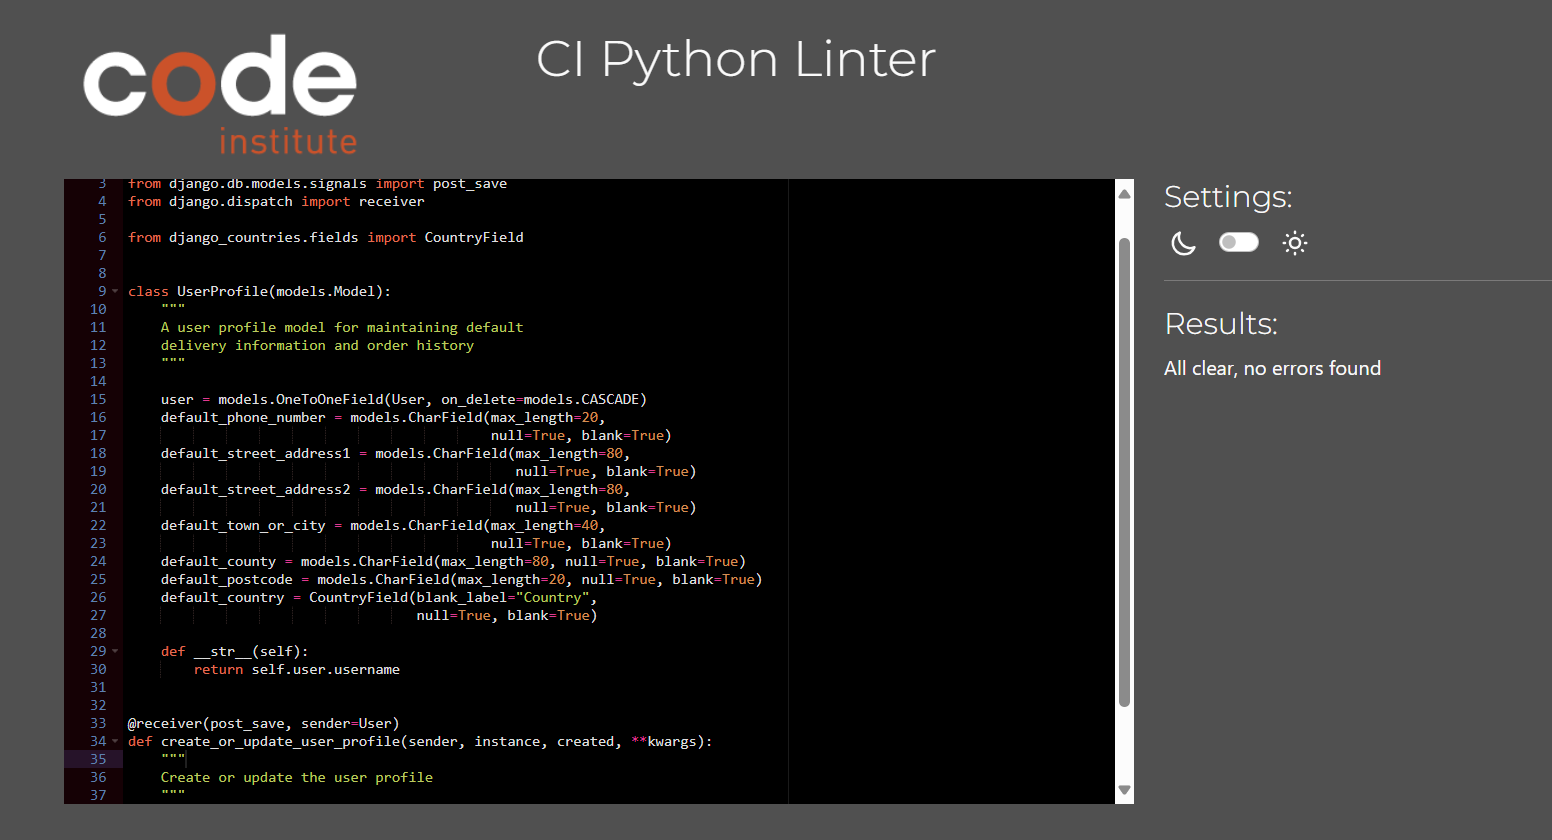 code
institute
CI Python Linter
3 from django.db.models.signals import post_save
4 from django.dispatch import receiver
5
6 from django_countries.fields import CountryField
7
8
9 class UserProfile(models.Model):
10     """
11     A user profile model for maintaining default
12     delivery information and order history
13     """
14
15     user = models.OneToOneField(User, on_delete=models.CASCADE)
16     default_phone_number = models.CharField(max_length=20,
17                                             null=True, blank=True)
18     default_street_address1 = models.CharField(max_length=80,
19                                                null=True, blank=True)
20     default_street_address2 = models.CharField(max_length=80,
21                                                null=True, blank=True)
22     default_town_or_city = models.CharField(max_length=40,
23                                             null=True, blank=True)
24     default_county = models.CharField(max_length=80, null=True, blank=True)
25     default_postcode = models.CharField(max_length=20, null=True, blank=True)
26     default_country = CountryField(blank_label="Country",
27                                    null=True, blank=True)
28
29     def __str__(self):
30         return self.user.username
31
32
33 @receiver(post_save, sender=User)
34 def create_or_update_user_profile(sender, instance, created, **kwargs):
35     """
36     Create or update the user profile
37     """
Settings:
Results:
All clear, no errors found